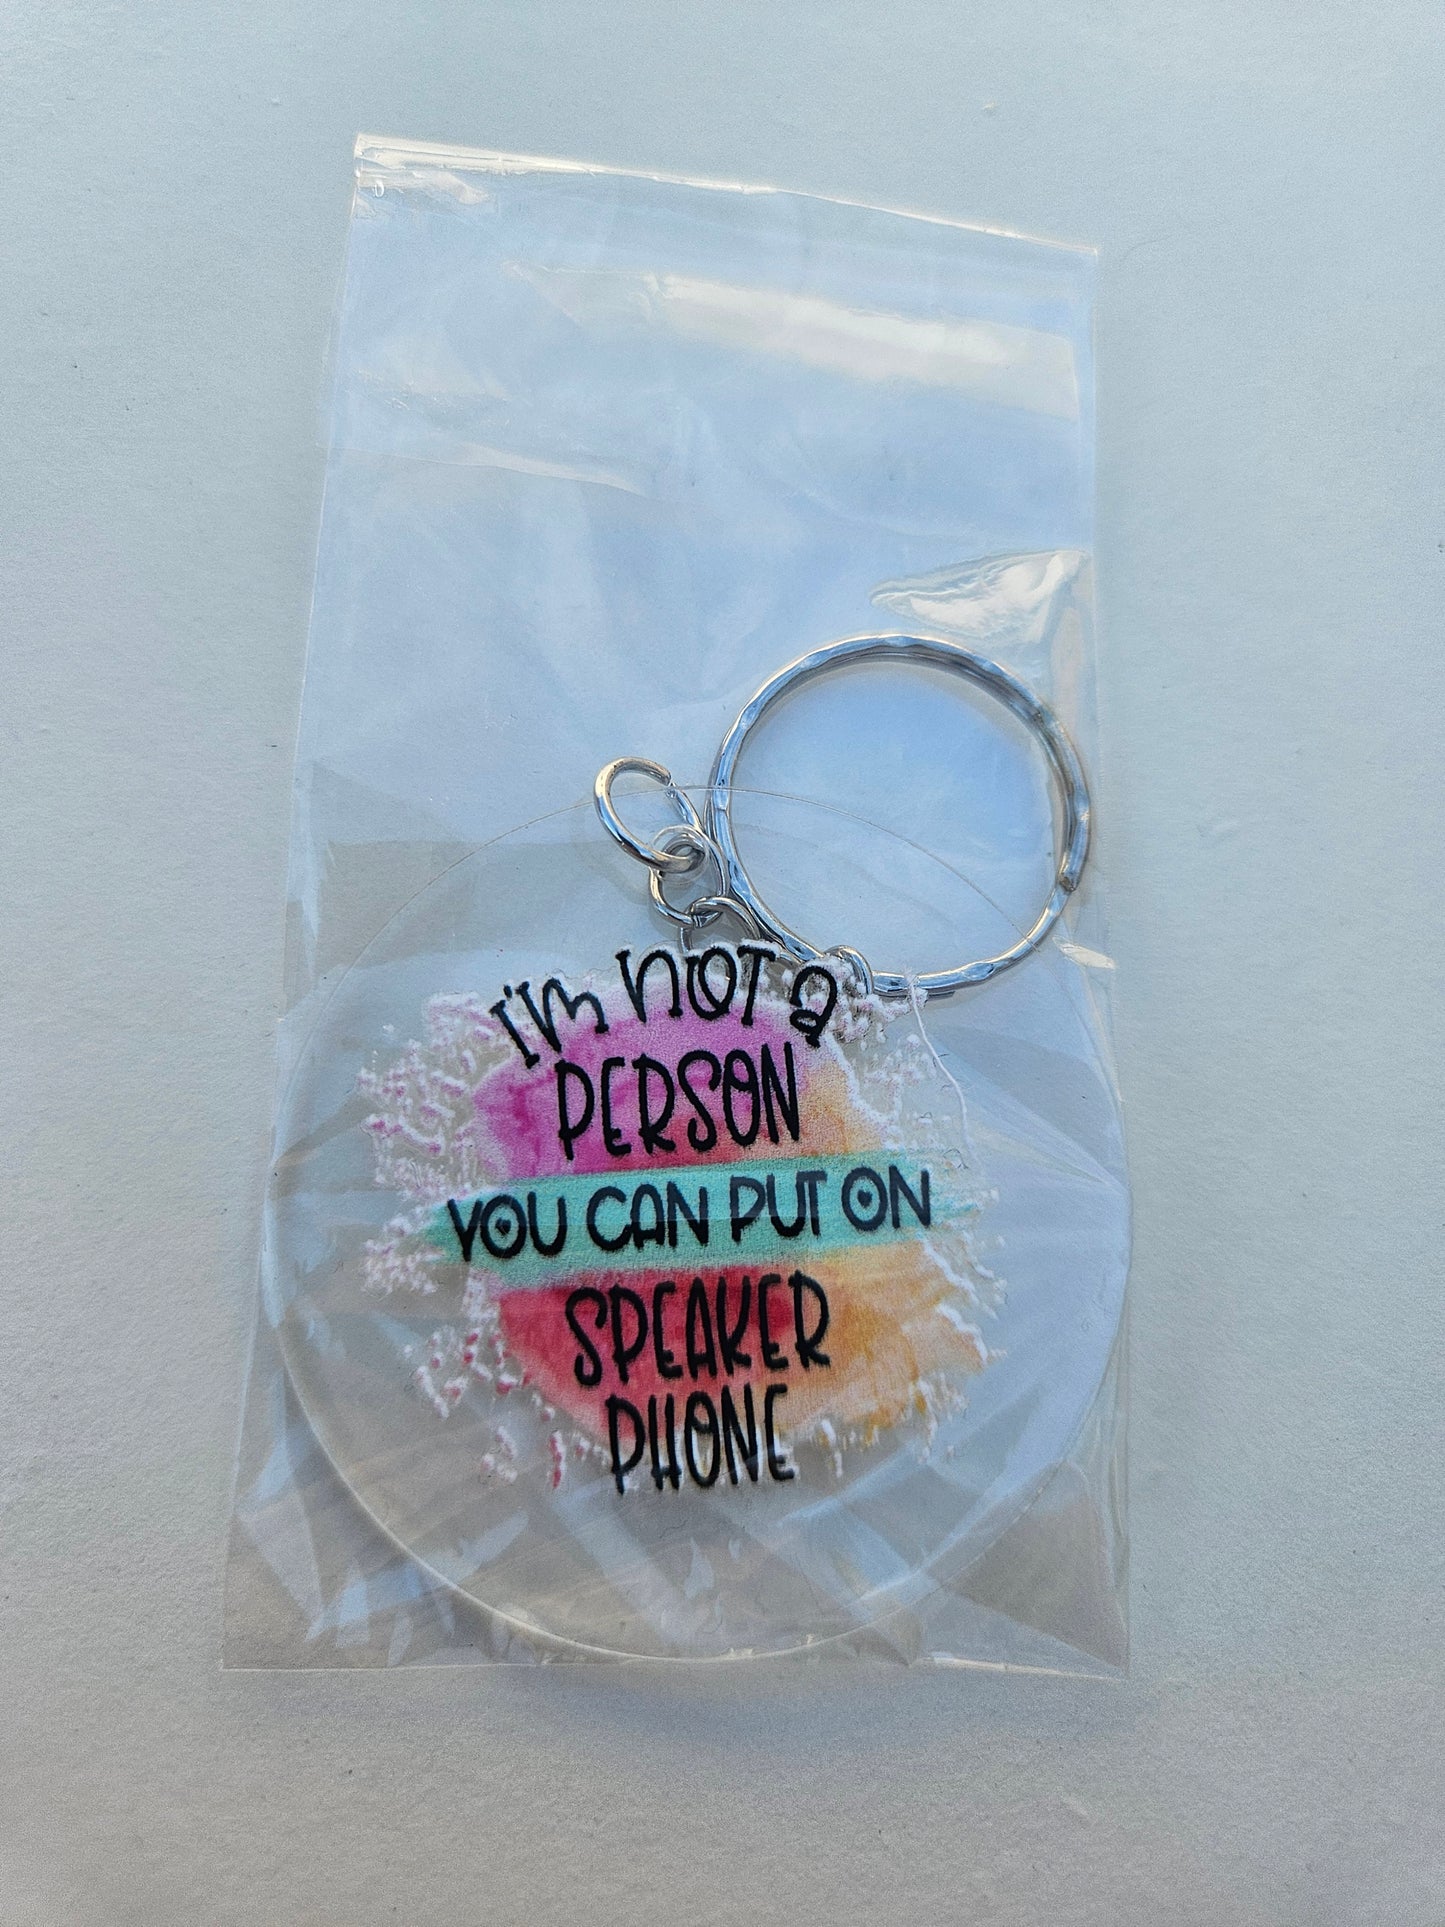 I'm NOT a
PERSON
YOU CAN PUT ON
SPEAKER
PHONE